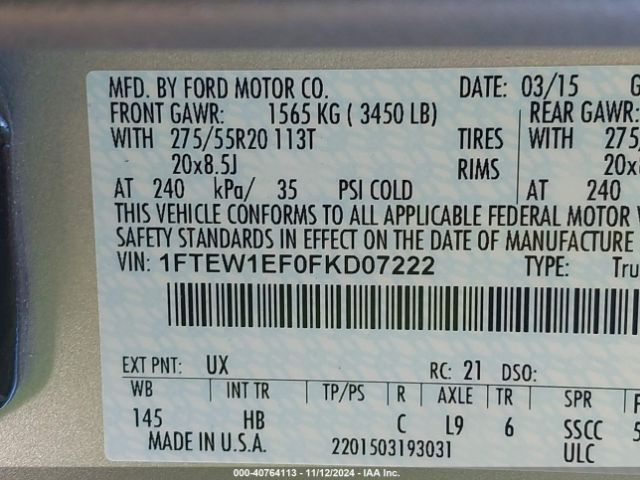 MFD. BY FORD MOTOR CO. DATE: 03/15 G
FRONT GAWR: 1565 KG ( 3450 LB) REAR GAWR:
WITH 275/55R20 113T TIRES WITH 275/
20x8.5J RIMS 20x
AT 240 kPa/ 35 PSI COLD AT 240
THIS VEHICLE CONFORMS TO ALL APPLICABLE FEDERAL MOTOR V
SAFETY STANDARDS IN EFFECT ON THE DATE OF MANUFACTURE
VIN: 1FTEW1EF0FKD07222 TYPE: Tru
EXT PNT: UX RC: 21 DSO:
WB INT TR TP/PS R AXLE TR SPR
145 HB C L9 6 SSCC 5
MADE IN U.S.A. 2201503193031 ULC
000-40764113 - 11/12/2024 - IAA Inc.